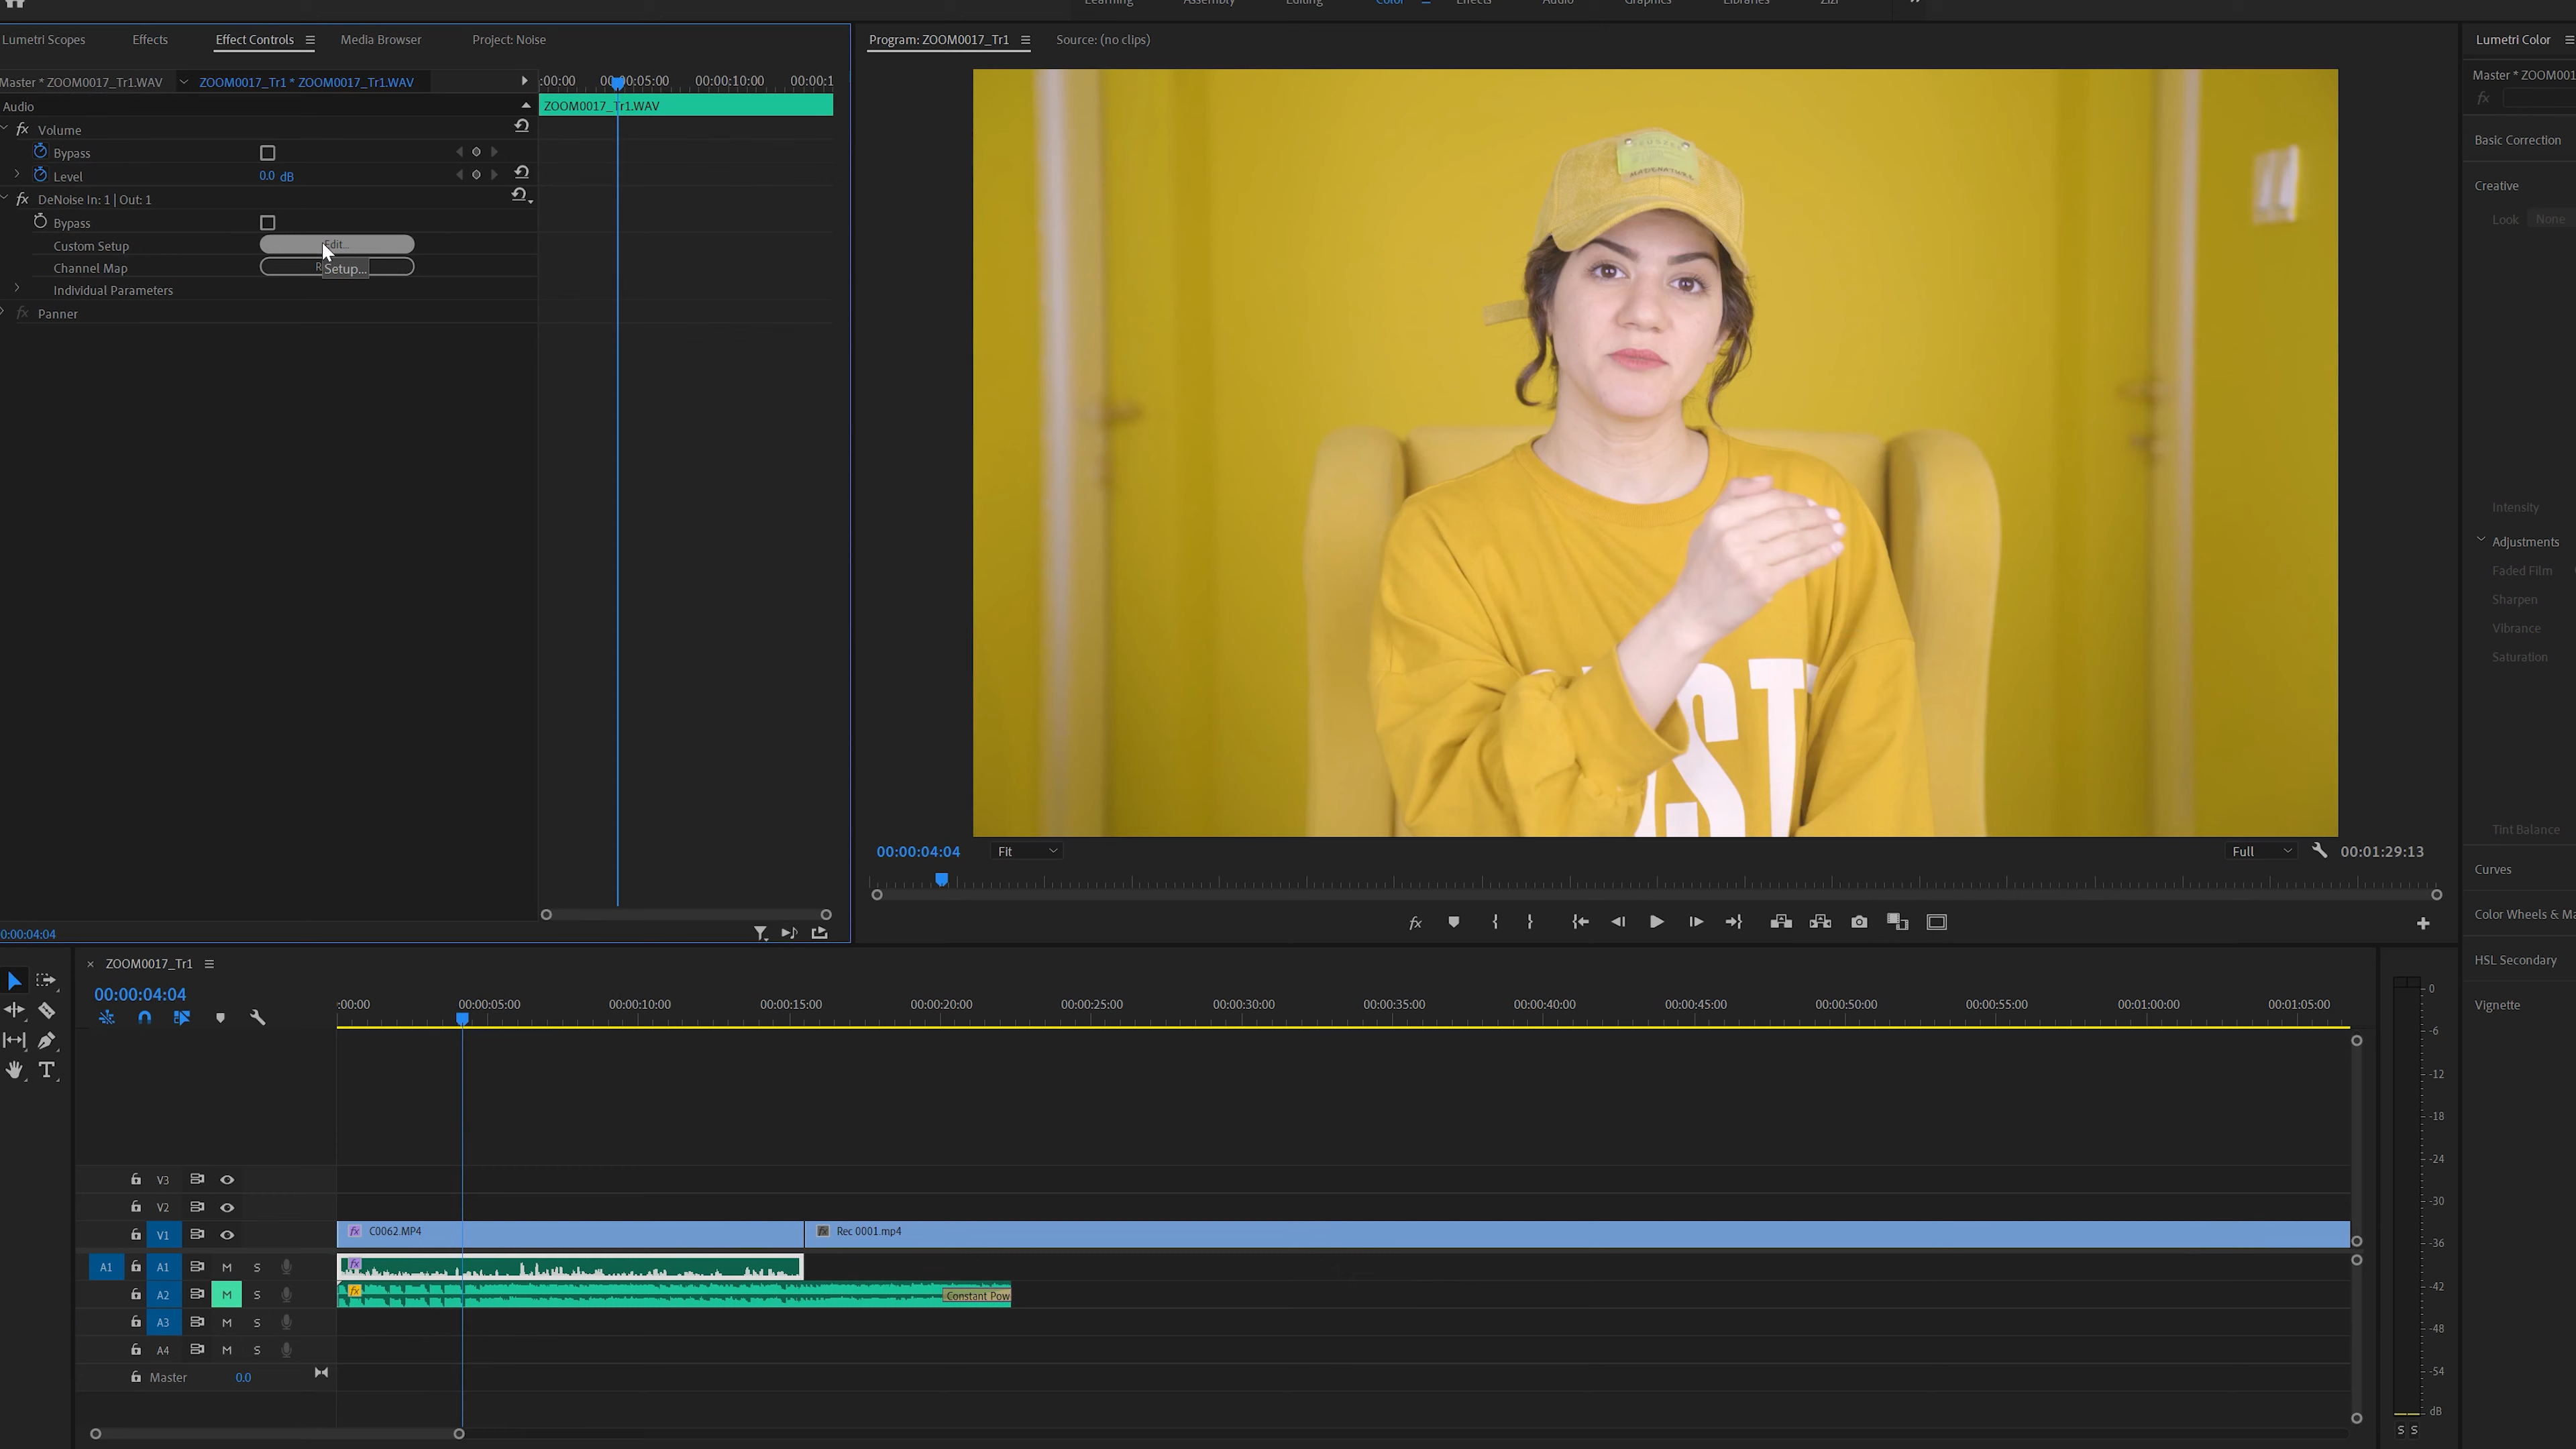 Learning Assembly Editing Color Effects Audio Graphics Libraries Zizi
Lumetri Scopes Effects Effect Controls Media Browser Project: Noise
Program: ZOOM0017_Tr1 Source: (no clips)
Lumetri Color
Master * ZOOM0017_Tr1.WAV ZOOM0017_Tr1 * ZOOM0017_Tr1.WAV
:00:00 00:00:05:00 00:00:10:00 00:00:1
Master * ZOOM001
Audio
ZOOM0017_Tr1.WAV
fx
fx Volume
Bypass
Level 0.0 dB
fx DeNoise In: 1 | Out: 1
Bypass
Custom Setup Edit...
Channel Map R
Setup...
Individual Parameters
fx Panner
Basic Correction
Creative
Look None
Intensity
Adjustments
Faded Film
Sharpen
Vibrance
Saturation
Tint Balance
Curves
Color Wheels & Ma
HSL Secondary
Vignette
00:00:04:04 Fit Full 00:01:29:13
0:00:04:04
fx
ZOOM0017_Tr1
00:00:04:04
:00:00 00:00:05:00 00:00:10:00 00:00:15:00 00:00:20:00 00:00:25:00 00:00:30:00 00:00:35:00 00:00:40:00 00:00:45:00 00:00:50:00 00:00:55:00 00:01:00:00 00:01:05:00
T
V3
V2
V1 fx C0062.MP4 fx Rec 0001.mp4
A1 A1 M S fx
A2 M S fx Constant Pow
A3 M S
A4 M S
Master 0.0
0
-6
-12
-18
-24
-30
-36
-42
-48
-54
dB
S S